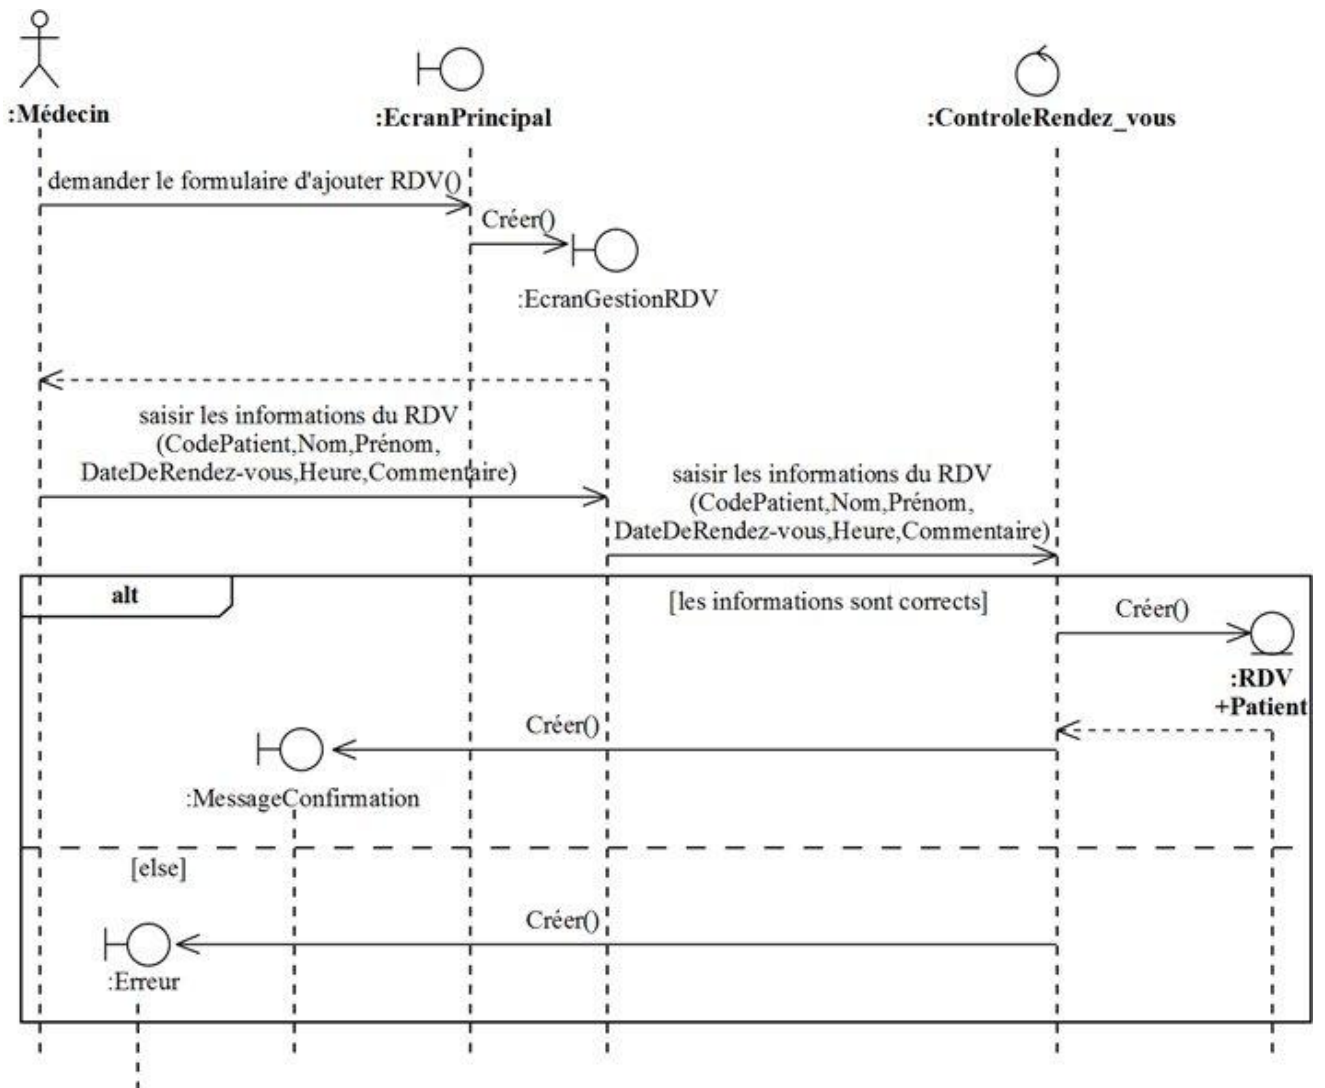 :Médecin
:EcranPrincipal
:ControleRendez_vous
demander le formulaire d'ajouter RDV()
Créer()
:EcranGestionRDV
saisir les informations du RDV
(CodePatient,Nom,Prénom,
DateDeRendez-vous,Heure,Commentaire)
saisir les informations du RDV
(CodePatient,Nom,Prénom,
DateDeRendez-vous,Heure,Commentaire)
alt
[les informations sont corrects]
Créer()
:RDV
+Patient
Créer()
:MessageConfirmation
[else]
Créer()
:Erreur